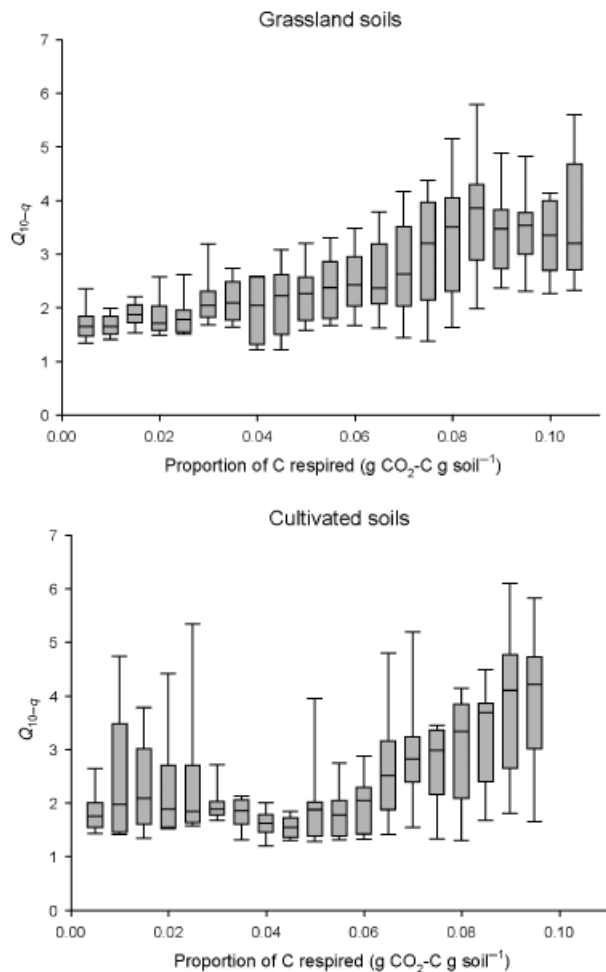 Grassland soils
7
6
5
4
3
2
1
0
Q10–q
0.00 0.02 0.04 0.06 0.08 0.10
Proportion of C respired (g CO₂-C g soil⁻¹)
Cultivated soils
7
6
5
4
3
2
1
0
Q10–q
0.00 0.02 0.04 0.06 0.08 0.10
Proportion of C respired (g CO₂-C g soil⁻¹)